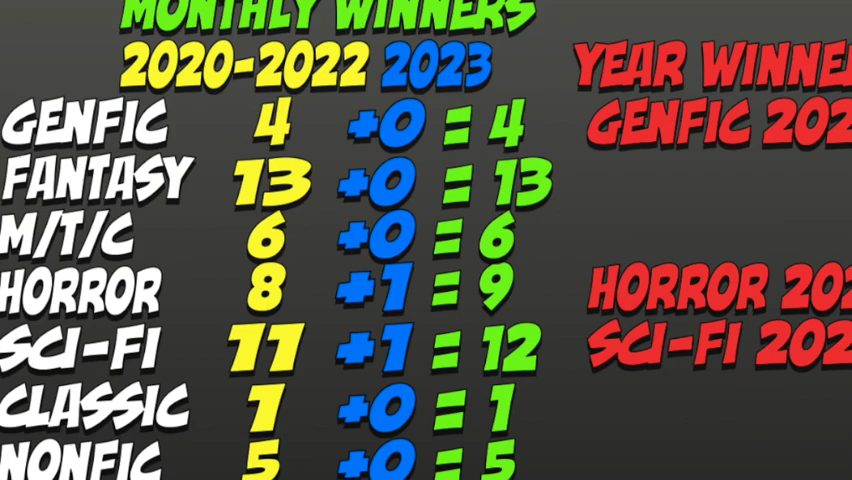 MONTHLY WINNERS
2020-2022 2023 YEAR
GENFIC 4 +0 = 4 GENFIC
FANTASY 13 +0 = 13
M/T/C 6 +0 = 6
HORROR 8 +1 = 9 HORROR
SCI-FI 11 +1 = 12 SCI-FI
CLASSIC 1 +0 = 1
NONFIC 5 +0 = 5